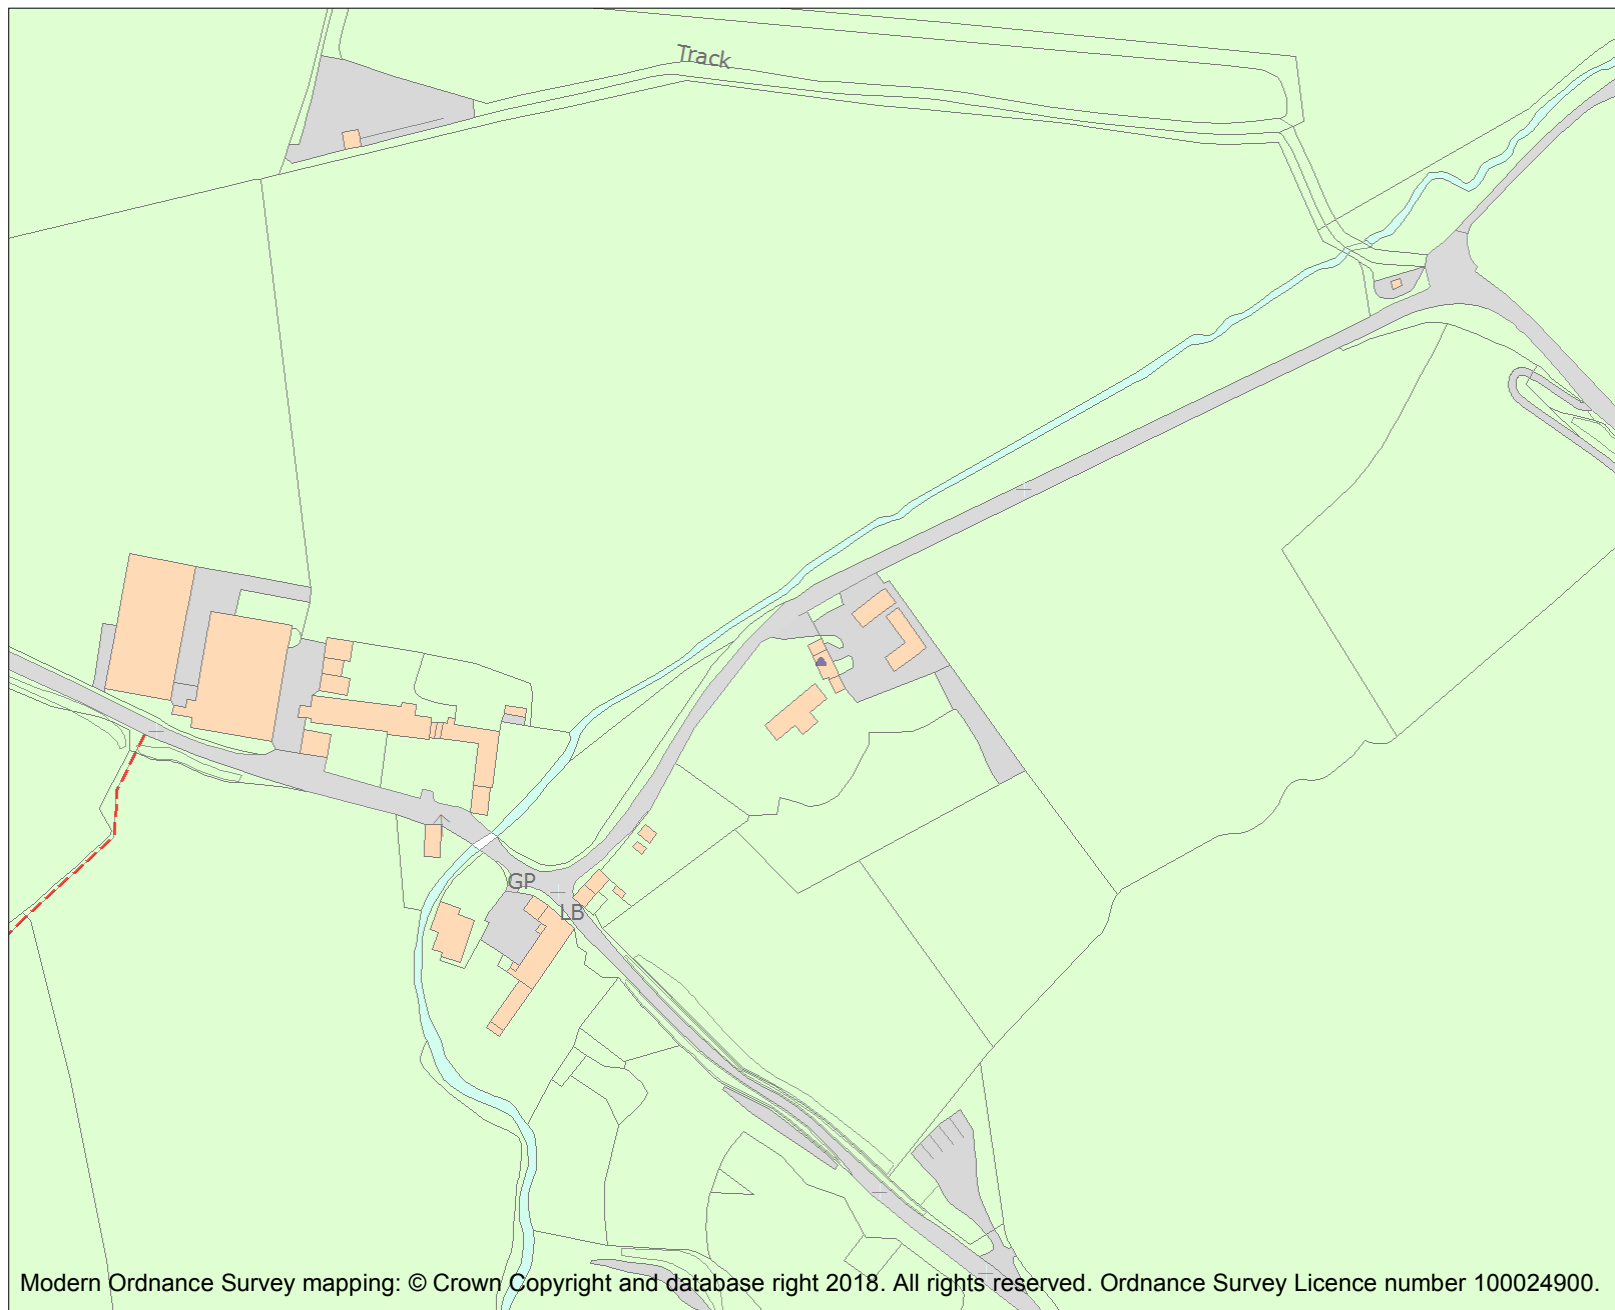 Track
GP
LB
Modern Ordnance Survey mapping: © Crown Copyright and database right 2018. All rights reserved. Ordnance Survey Licence number 100024900.